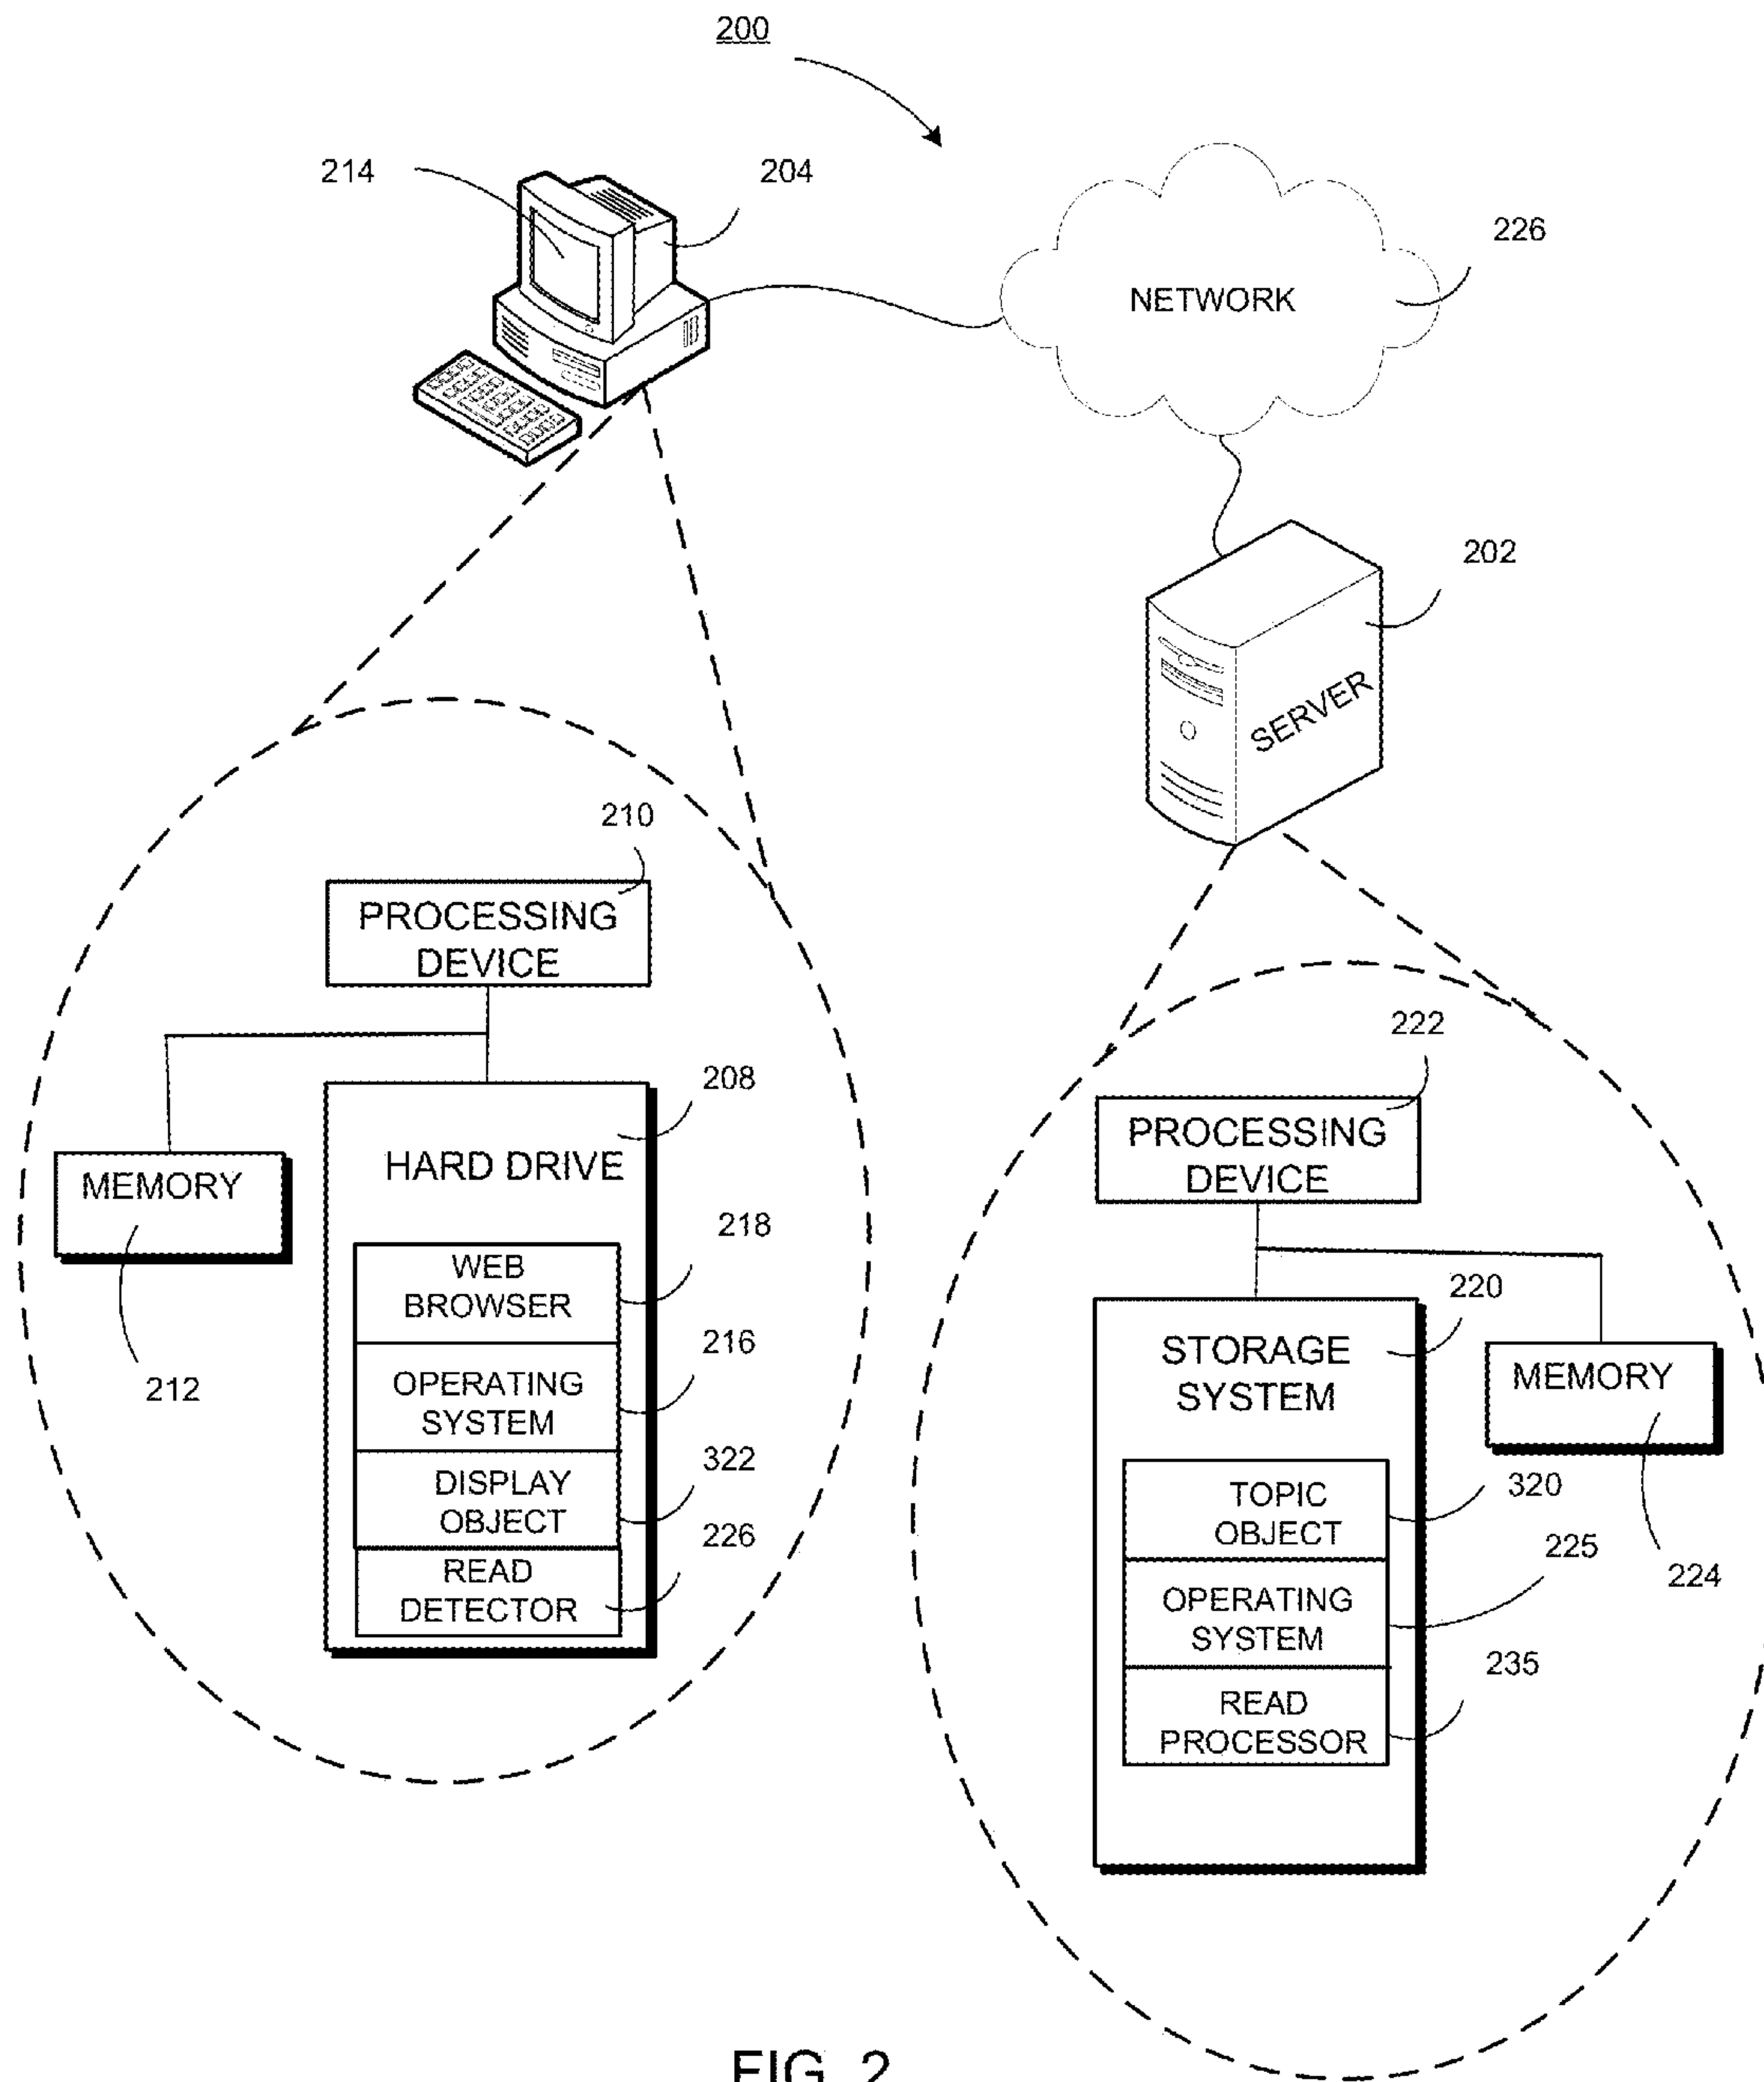 200
214
204
226
NETWORK
202
SERVER
210
PROCESSING
DEVICE
208
HARD DRIVE
MEMORY
212
218
WEB
BROWSER
216
OPERATING
SYSTEM
322
DISPLAY
OBJECT
226
READ
DETECTOR
222
PROCESSING
DEVICE
220
STORAGE
SYSTEM
MEMORY
224
TOPIC
OBJECT
320
225
OPERATING
SYSTEM
235
READ
PROCESSOR
FIG. 2